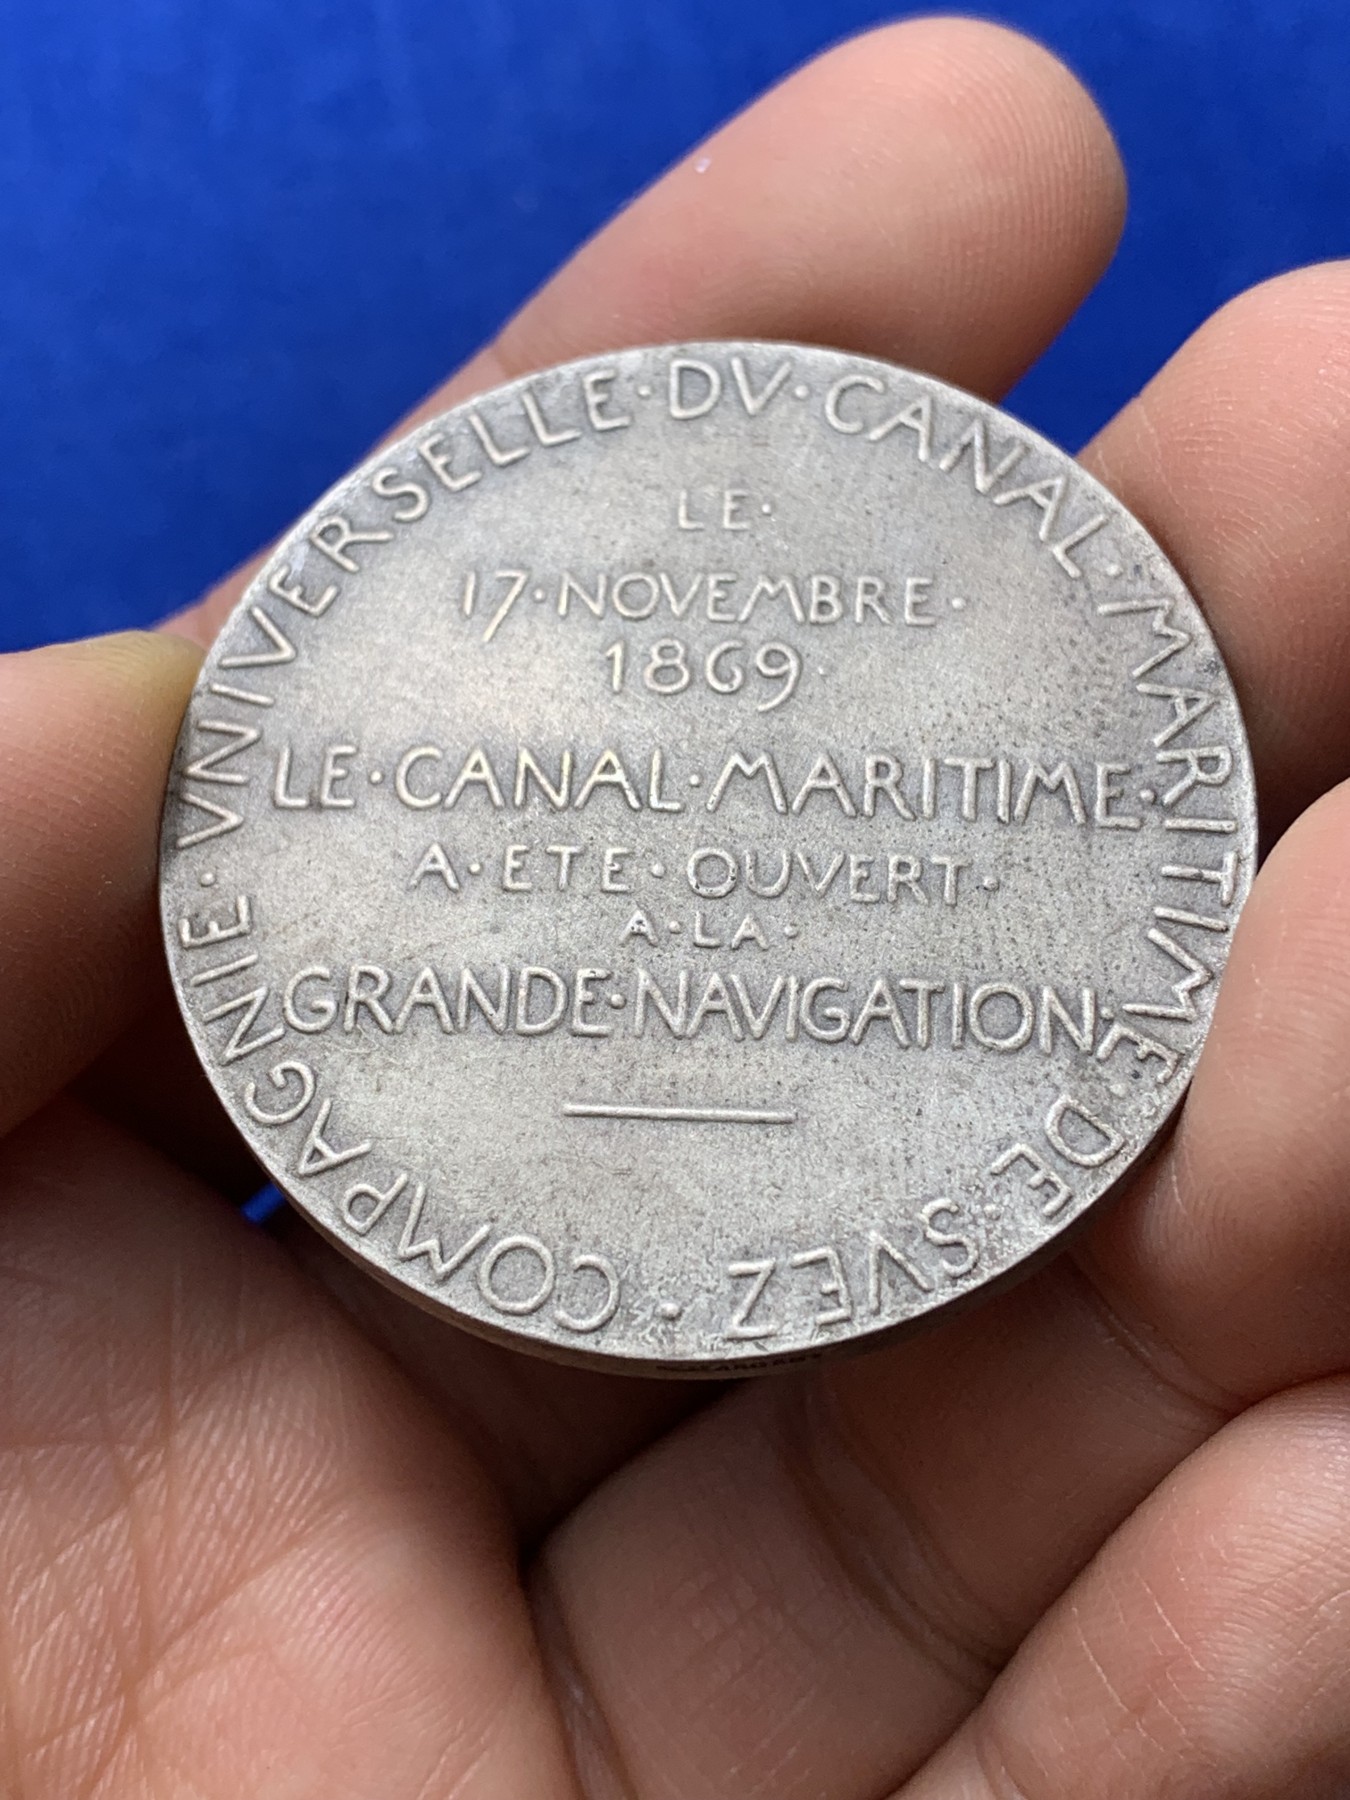 COMPAGNIE · VNIVERSELLE · DV · CANAL · MARITIME · DE · SVEZ ·
LE ·
17 · NOVEMBRE ·
1869 ·
LE · CANAL · MARITIME ·
A · ETE · OUVERT ·
A · LA ·
GRANDE · NAVIGATION ·